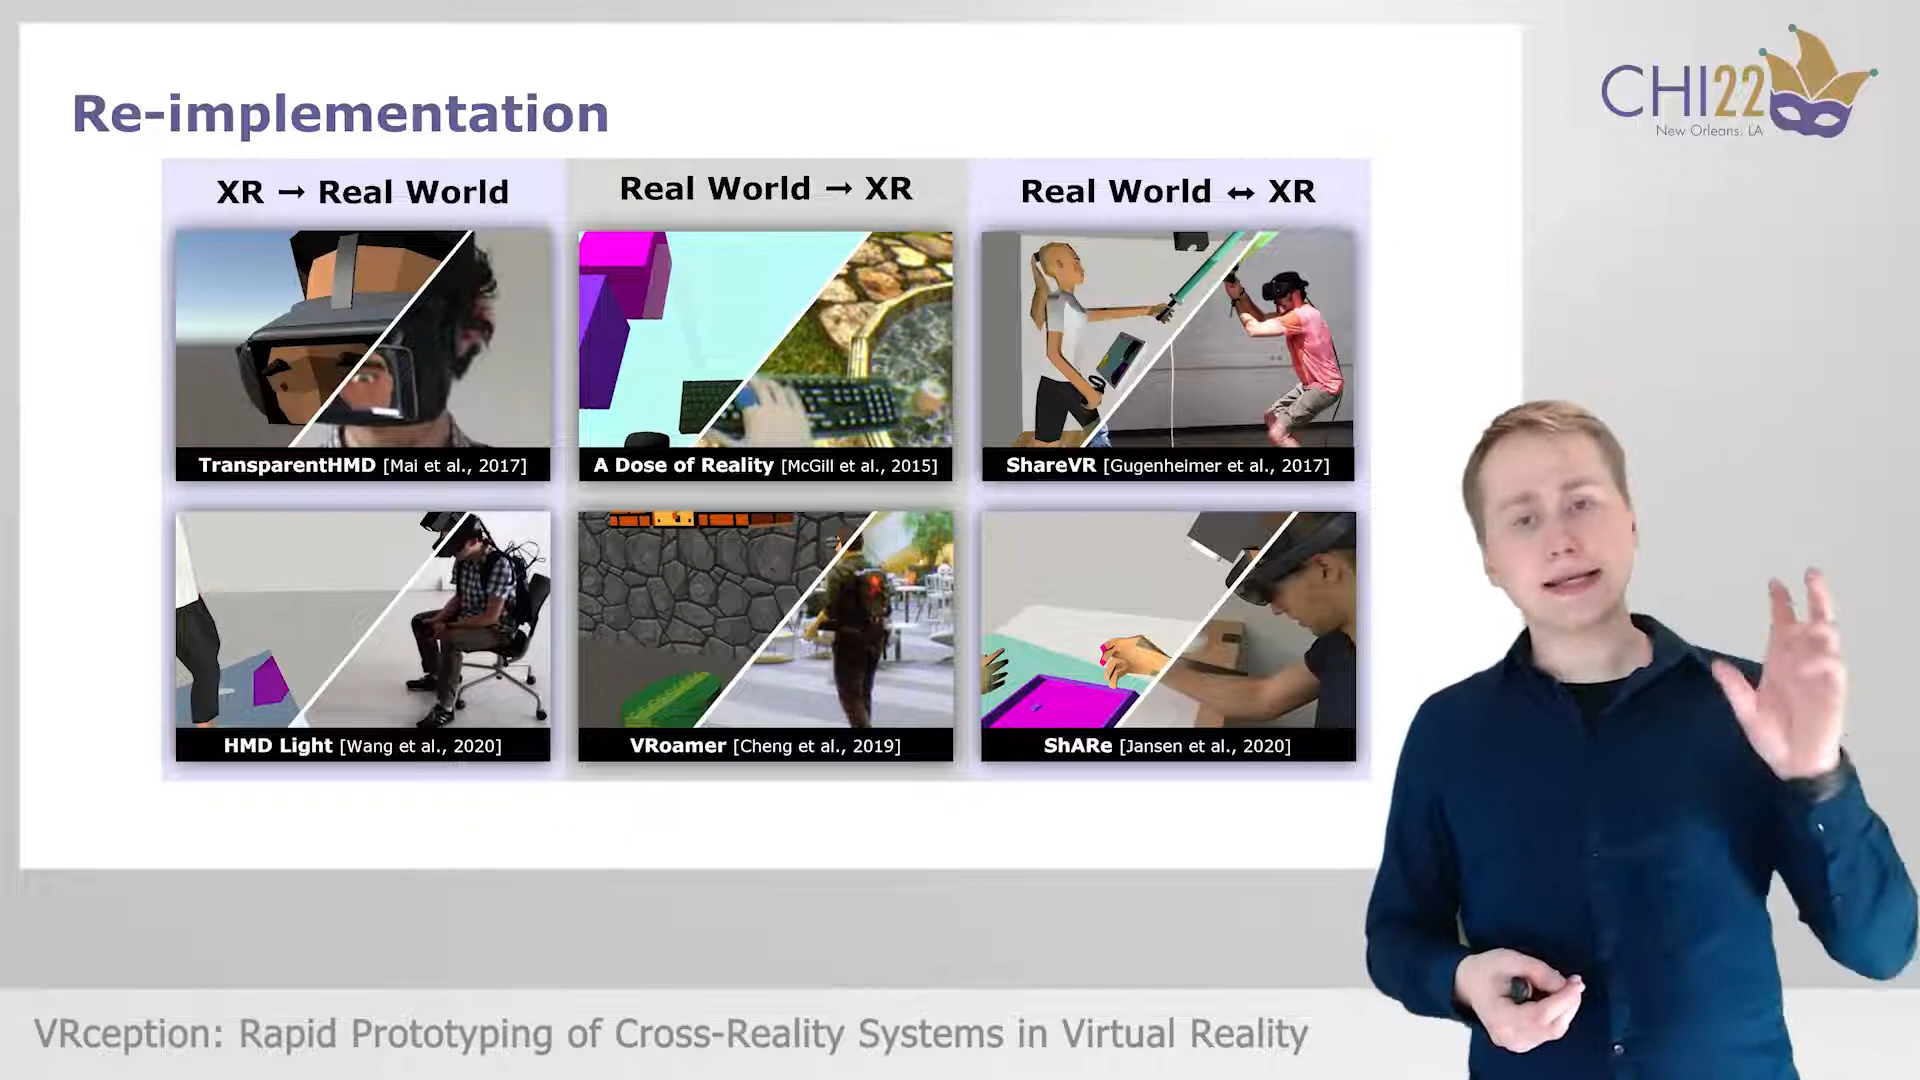 Re-implementation
CHI22
New Orleans, LA
XR → Real World
Real World → XR
Real World ↔ XR
TransparentHMD [Mai et al., 2017]
A Dose of Reality [McGill et al., 2015]
ShareVR [Gugenheimer et al., 2017]
HMD Light [Wang et al., 2020]
VRoamer [Cheng et al., 2019]
ShARe [Jansen et al., 2020]
VRception: Rapid Prototyping of Cross-Reality Systems in Virtual Reality